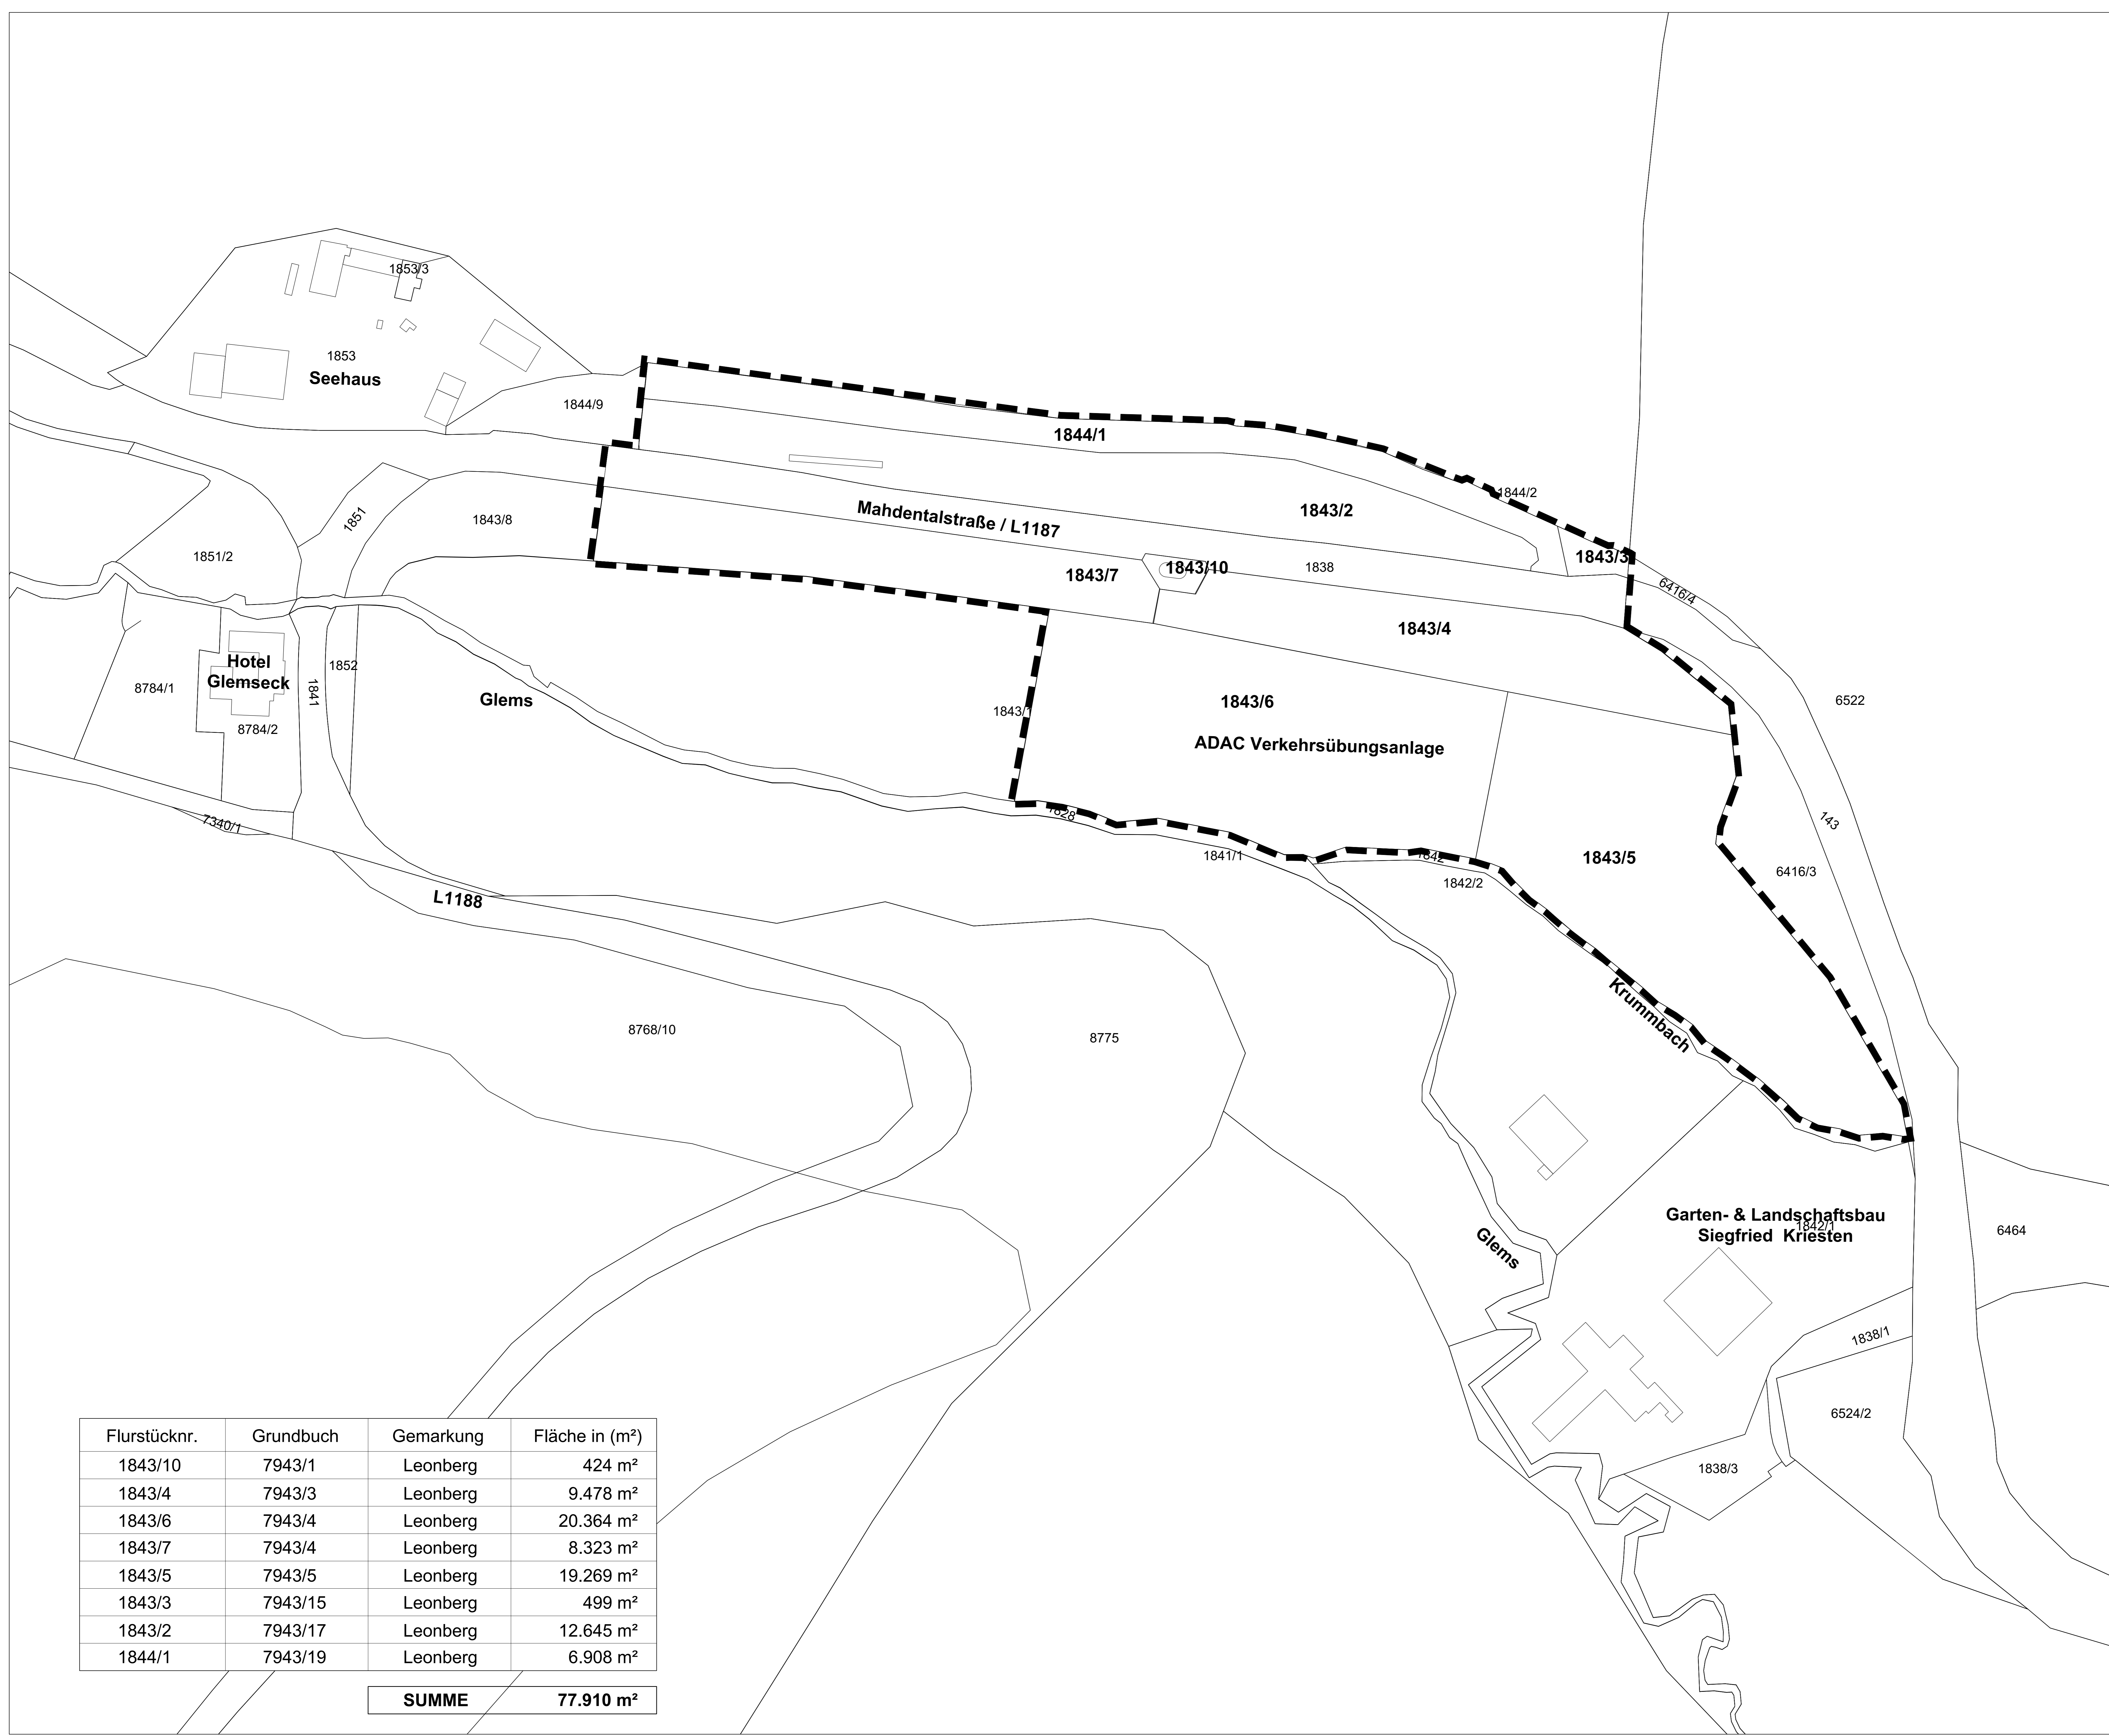 1853/3
1853
Seehaus
1844/9
1844/1
1844/2
1851
1843/8
Mahdentalstraße / L1187
1843/2
1851/2
1843/3
1843/7
1843/10
1838
6416/4
1843/4
1852
Hotel
Glemseck
8784/1
1841
8784/2
Glems
1843/1
1843/6
6522
ADAC Verkehrsübungsanlage
7340/1
1828
143
1841/1
1842
1843/5
1842/2
6416/3
L1188
Krummbach
8768/10
8775
Garten- & Landschaftsbau
1842/1
Siegfried Kriesten
6464
Glems
1838/1
6524/2
1838/3
Flurstücknr. Grundbuch Gemarkung Fläche in (m²)
1843/10 7943/1 Leonberg 424 m²
1843/4 7943/3 Leonberg 9.478 m²
1843/6 7943/4 Leonberg 20.364 m²
1843/7 7943/4 Leonberg 8.323 m²
1843/5 7943/5 Leonberg 19.269 m²
1843/3 7943/15 Leonberg 499 m²
1843/2 7943/17 Leonberg 12.645 m²
1844/1 7943/19 Leonberg 6.908 m²
SUMME 77.910 m²